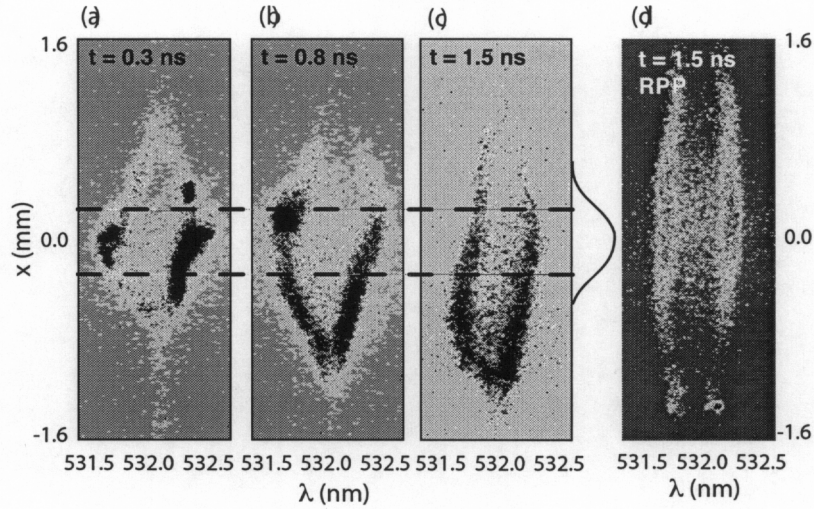 (a) (b) (c) (d)
1.6 t = 0.3 ns t = 0.8 ns t = 1.5 ns t = 1.5 ns 1.6
RPP
x (mm) 0.0 0.0
-1.6 -1.6
531.5 532.0 532.5 531.5 532.0 532.5 531.5 532.0 532.5 531.5 532.0 532.5
λ (nm) λ (nm)